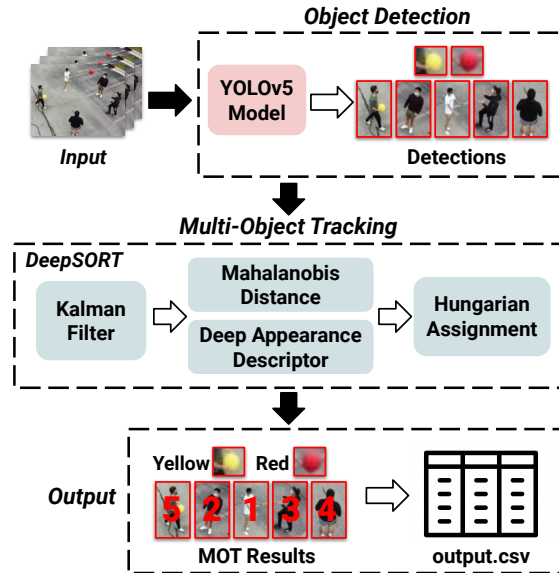 Object Detection
YOLOv5
Model
Input
Detections
Multi-Object Tracking
DeepSORT
Kalman
Filter
Mahalanobis
Distance
Deep Appearance
Descriptor
Hungarian
Assignment
Yellow Red
5 2 1 3 4
Output
MOT Results
output.csv